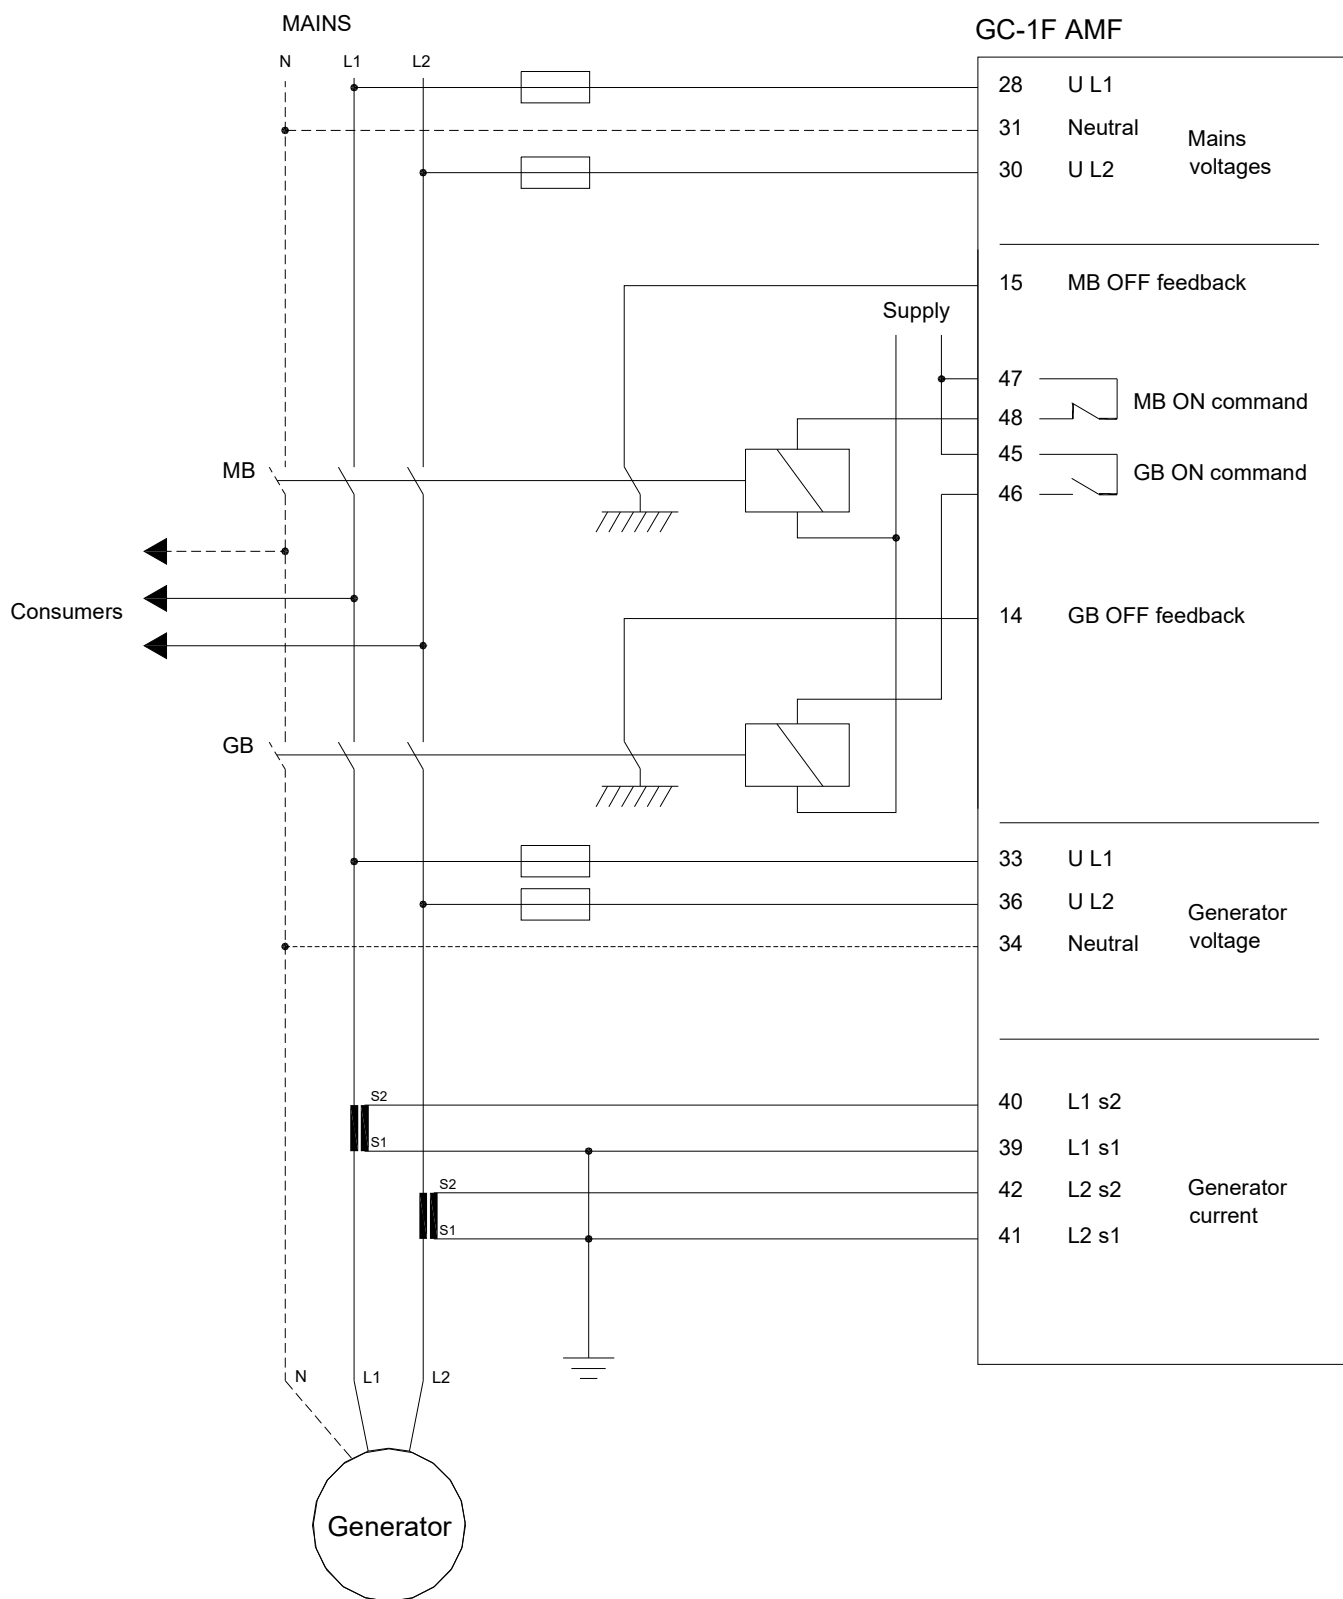 MAINS
GC-1F AMF
N L1 L2
28 U L1
31 Neutral
Mains
voltages
30 U L2
15 MB OFF feedback
Supply
47
MB ON command
48
45
GB ON command
46
MB
Consumers
14 GB OFF feedback
GB
33 U L1
36 U L2
Generator
voltage
34 Neutral
S2
40 L1 s2
S1
39 L1 s1
S2
42 L2 s2
Generator
current
S1
41 L2 s1
N L1 L2
Generator